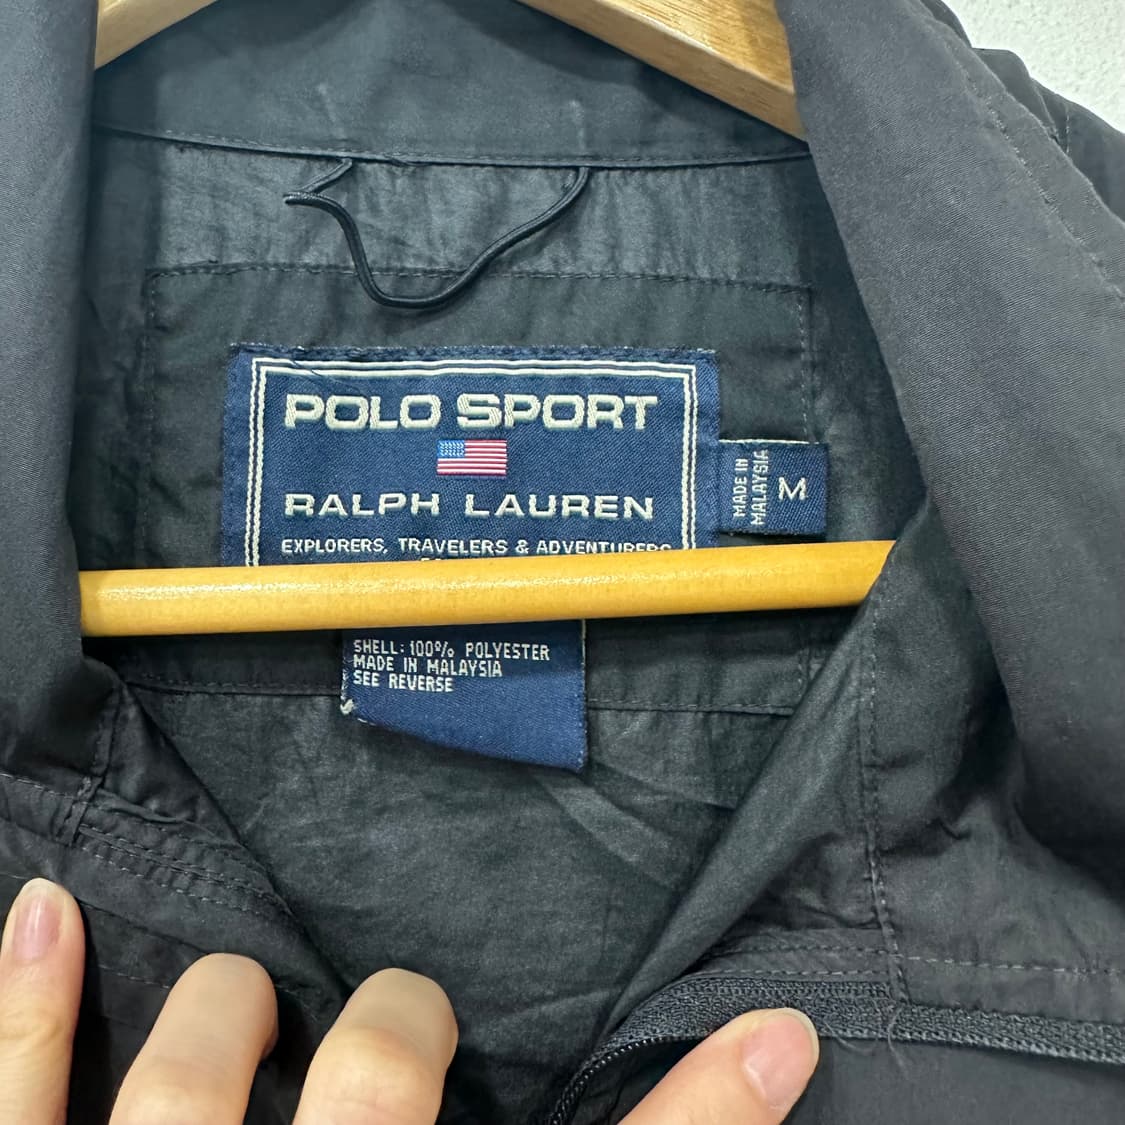 POLO SPORT
RALPH LAUREN
EXPLORERS, TRAVELERS & ADVENTURERS
MADE IN
MALAYSIA
M
SHELL: 100% POLYESTER
MADE IN MALAYSIA
SEE REVERSE